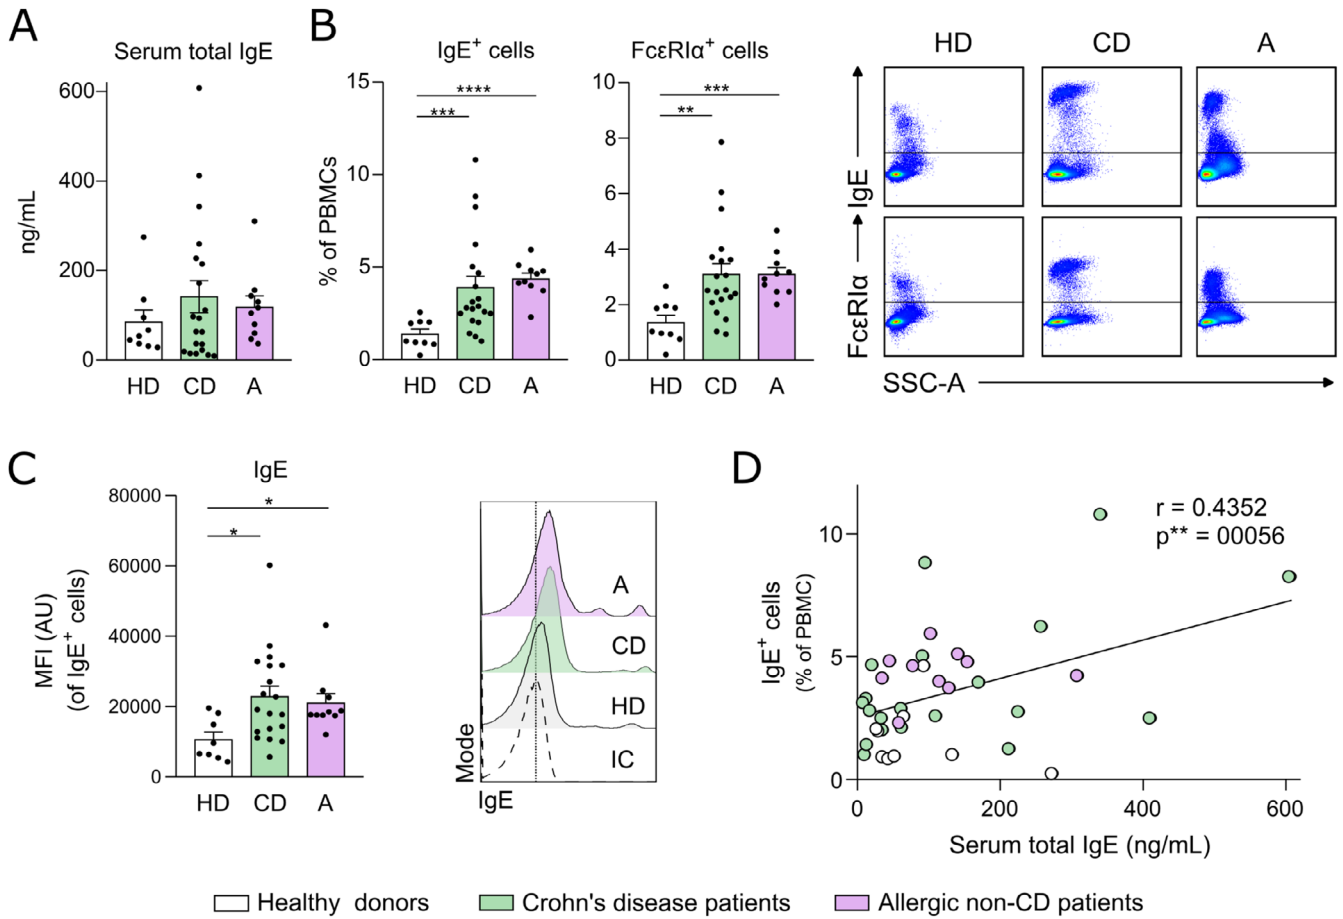 A
Serum total IgE
ng/mL
600
400
200
0
HD CD A
B
IgE+ cells
% of PBMCs
15
10
5
0
****
***
HD CD A
FcεRIα+ cells
10
8
6
4
2
0
***
**
HD CD A
HD CD A
IgE
FcεRIα
SSC-A
C
IgE
MFI (AU)
(of IgE+ cells)
80000
60000
40000
20000
0
*
*
HD CD A
A
CD
HD
IC
Mode
IgE
D
r = 0.4352
p** = 00056
IgE+ cells
(% of PBMC)
10
5
0
0 200 400 600
Serum total IgE (ng/mL)
Healthy donors Crohn's disease patients Allergic non-CD patients